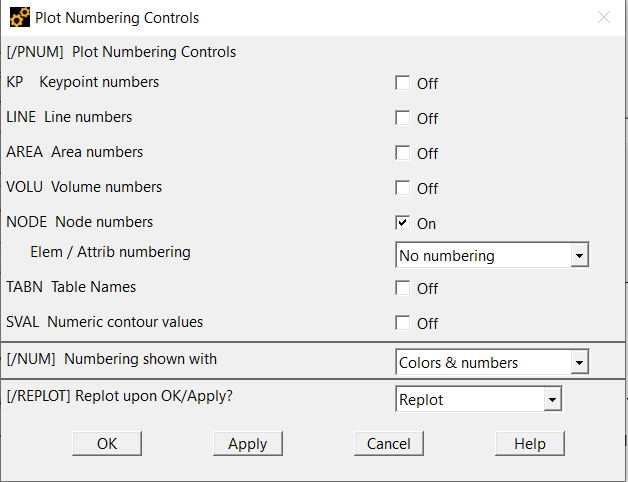 Plot Numbering Controls
[/PNUM] Plot Numbering Controls
KP Keypoint numbers Off
LINE Line numbers Off
AREA Area numbers Off
VOLU Volume numbers Off
NODE Node numbers On
Elem / Attrib numbering No numbering
TABN Table Names Off
SVAL Numeric contour values Off
[/NUM] Numbering shown with Colors & numbers
[/REPLOT] Replot upon OK/Apply? Replot
OK Apply Cancel Help